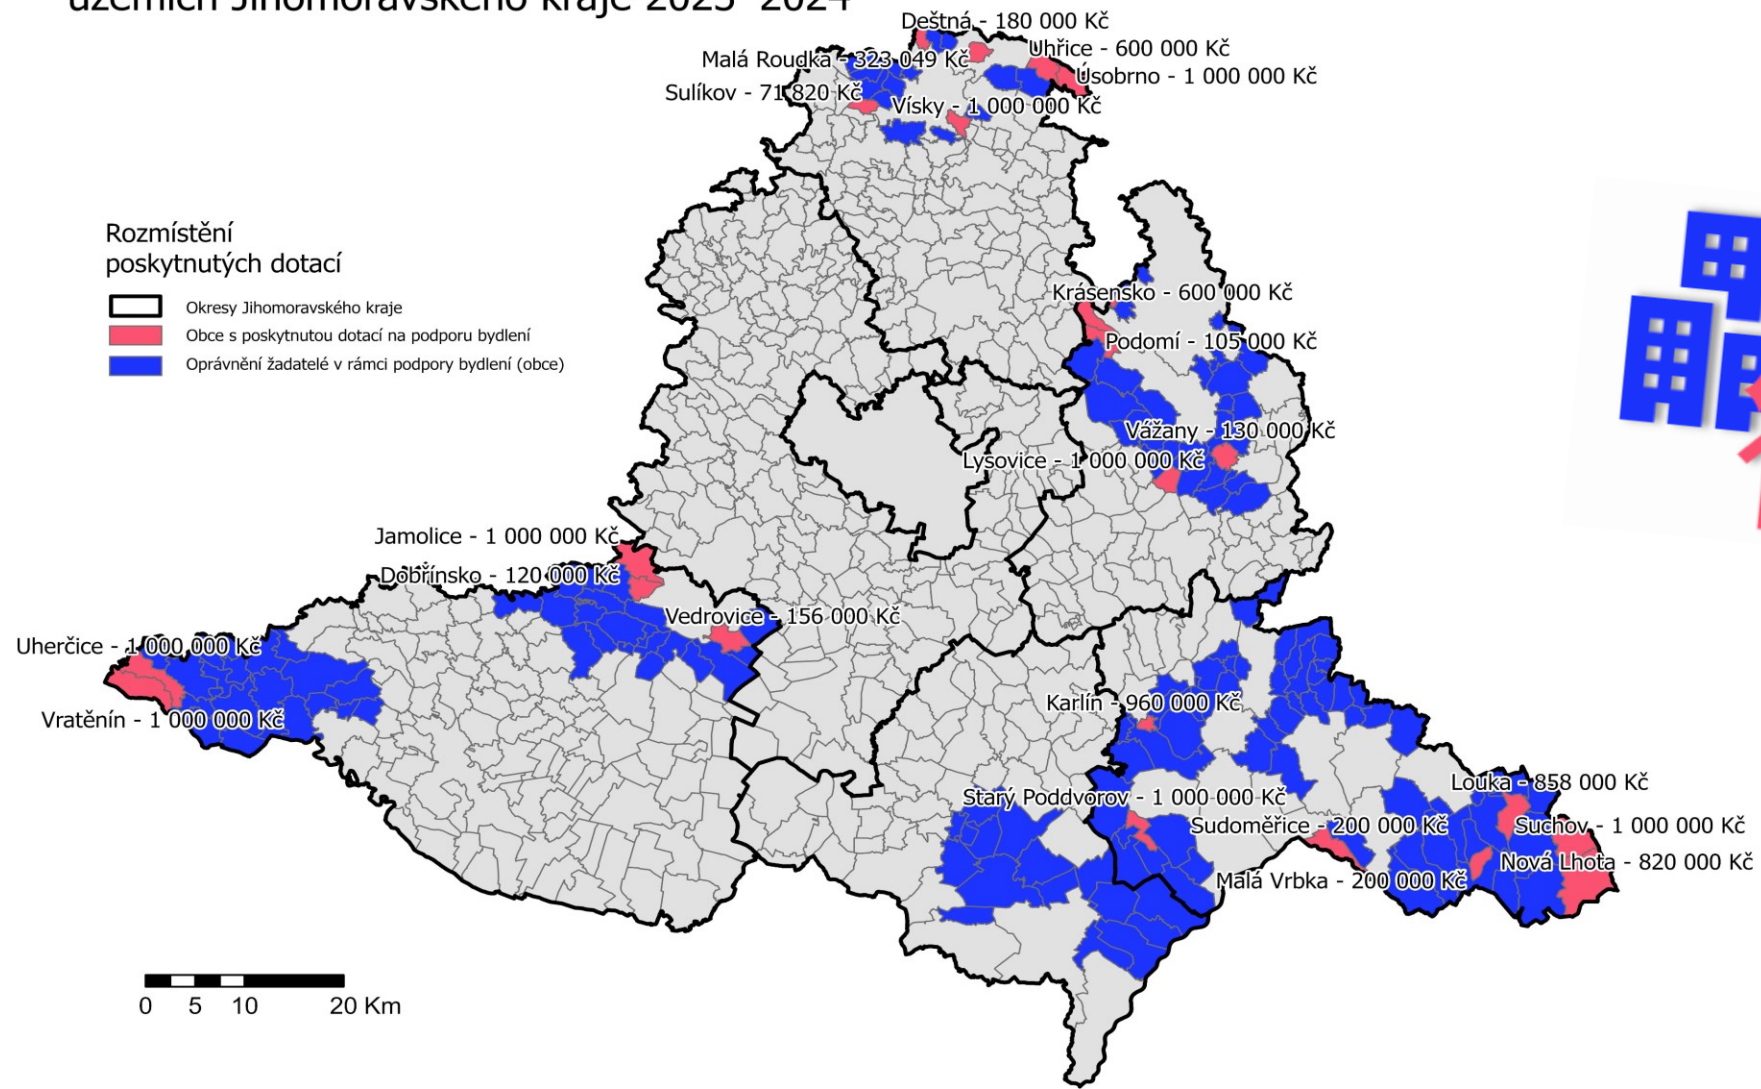 územích Jihomoravského kraje 2023–2024
Deštná - 180 000 Kč
Uhřice - 600 000 Kč
Malá Roudka - 323 049 Kč
Úsobrno - 1 000 000 Kč
Sulíkov - 71 820 Kč
Vísky - 1 000 000 Kč
Rozmístění
poskytnutých dotací
Okresy Jihomoravského kraje
Obce s poskytnutou dotací na podporu bydlení
Oprávnění žadatelé v rámci podpory bydlení (obce)
Krásensko - 600 000 Kč
Podomí - 105 000 Kč
Vážany - 130 000 Kč
Lysovice - 1 000 000 Kč
Jamolice - 1 000 000 Kč
Dobřínsko - 120 000 Kč
Vedrovice - 156 000 Kč
Uherčice - 1 000 000 Kč
Vratěnín - 1 000 000 Kč
Karlín - 960 000 Kč
Louka - 858 000 Kč
Starý Poddvorov - 1 000 000 Kč
Sudoměřice - 200 000 Kč
Suchov - 1 000 000 Kč
Nová Lhota - 820 000 Kč
Malá Vrbka - 200 000 Kč
0 5 10 20 Km